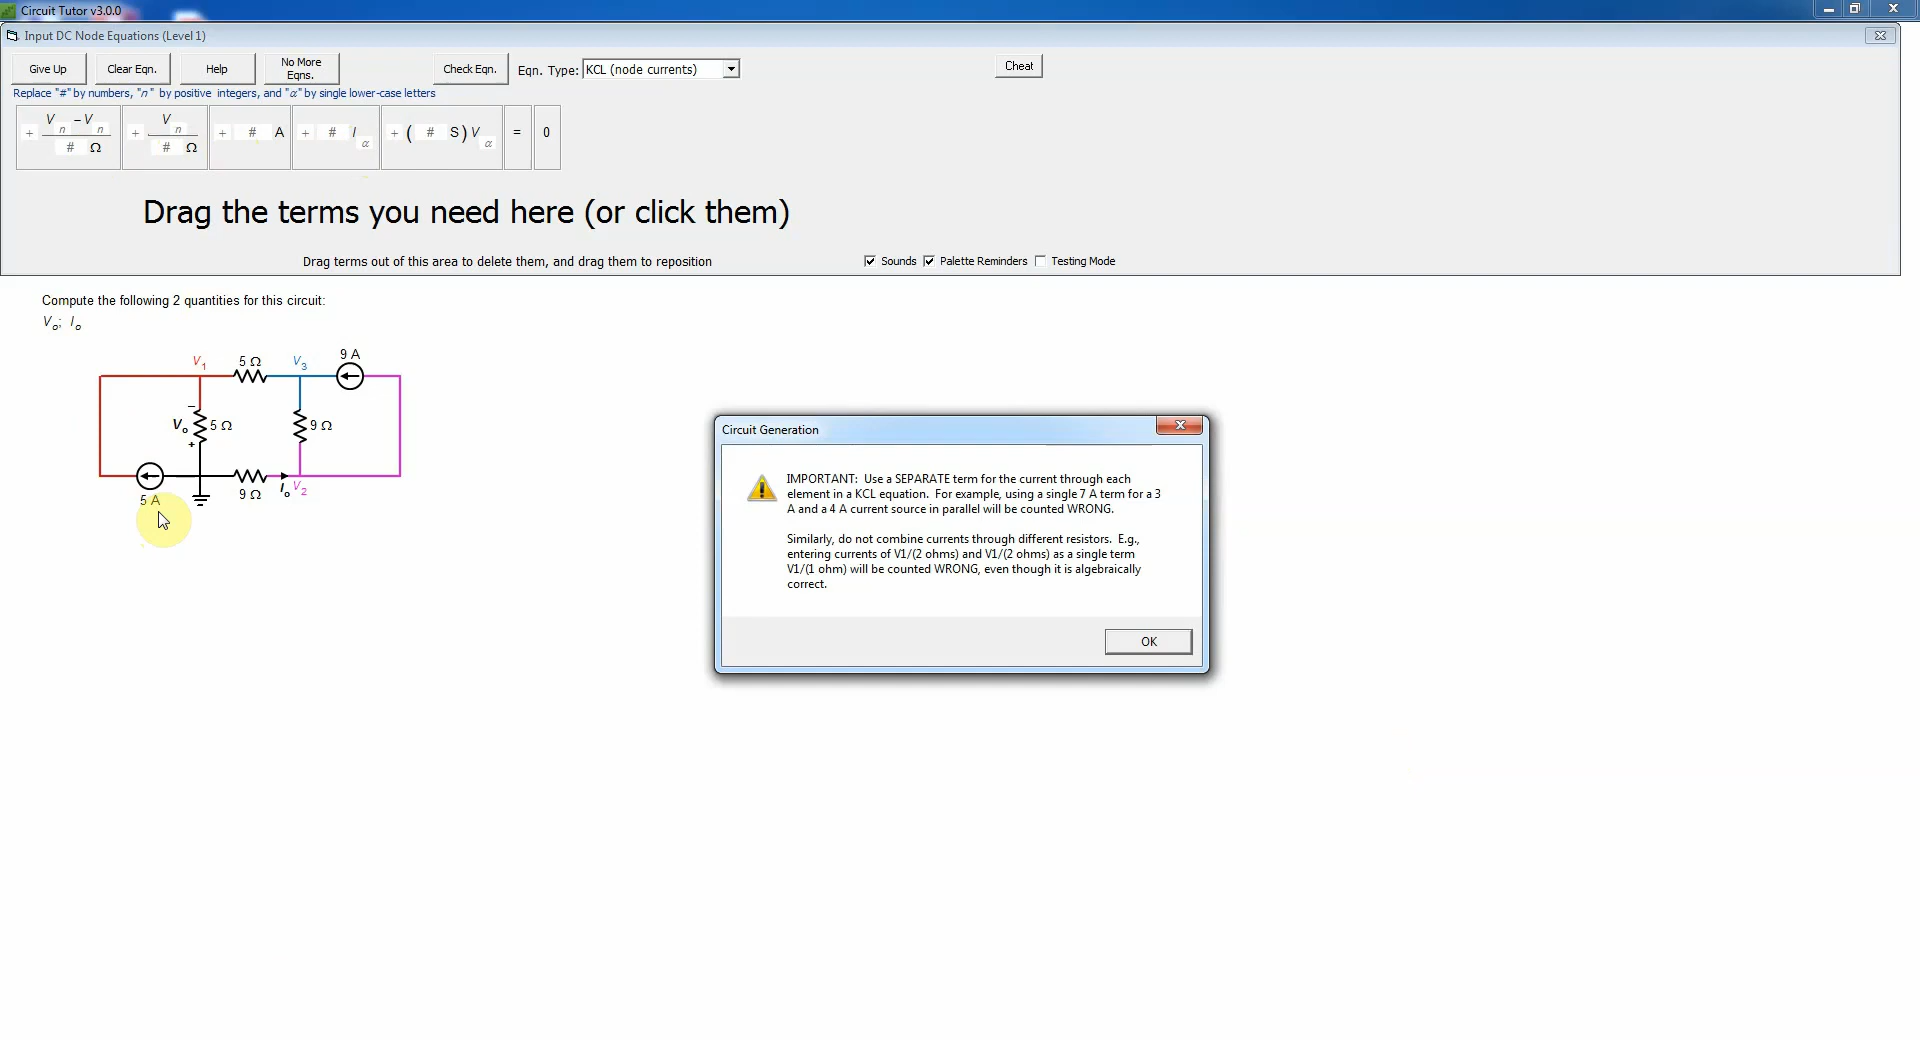 Circuit Tutor v3.0.0
Input DC Node Equations (Level 1)
Give Up
Clear Eqn.
Help
No More
Eqns.
Check Eqn.
Eqn. Type:
KCL (node currents)
Cheat
Replace "#" by numbers, "n" by positive integers, and "α" by single lower-case letters
+ Vn − Vn
# Ω
+ Vn
# Ω
+ # A
+ # Iα
+ ( # S ) Vα
=
0
Drag the terms you need here (or click them)
Drag terms out of this area to delete them, and drag them to reposition
Sounds
Palette Reminders
Testing Mode
Compute the following 2 quantities for this circuit:
Vo; Io
V1
5 Ω
V3
9 A
−
Vo
5 Ω
+
9 Ω
5 A
9 Ω
Io
V2
Circuit Generation
IMPORTANT: Use a SEPARATE term for the current through each
element in a KCL equation. For example, using a single 7 A term for a 3
A and a 4 A current source in parallel will be counted WRONG.
Similarly, do not combine currents through different resistors. E.g.,
entering currents of V1/(2 ohms) and V1/(2 ohms) as a single term
V1/(1 ohm) will be counted WRONG, even though it is algebraically
correct.
OK